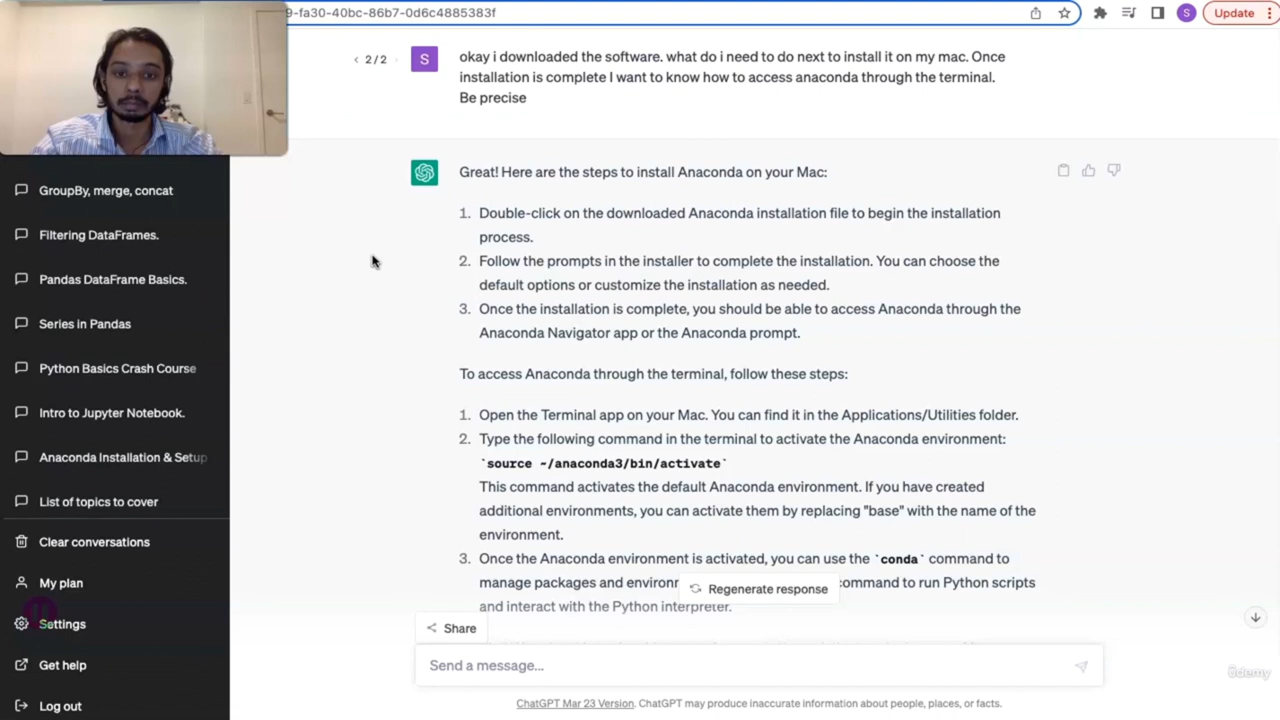 9-fa30-40bc-86b7-0d6c4885383f
S
Update
2 / 2
S
okay i downloaded the software. what do i need to do next to install it on my mac. Once
installation is complete I want to know how to access anaconda through the terminal.
Be precise
Great! Here are the steps to install Anaconda on your Mac:
1. Double-click on the downloaded Anaconda installation file to begin the installation
process.
2. Follow the prompts in the installer to complete the installation. You can choose the
default options or customize the installation as needed.
3. Once the installation is complete, you should be able to access Anaconda through the
Anaconda Navigator app or the Anaconda prompt.
To access Anaconda through the terminal, follow these steps:
1. Open the Terminal app on your Mac. You can find it in the Applications/Utilities folder.
2. Type the following command in the terminal to activate the Anaconda environment:
`source ~/anaconda3/bin/activate`
This command activates the default Anaconda environment. If you have created
additional environments, you can activate them by replacing "base" with the name of the
environment.
3. Once the Anaconda environment is activated, you can use the `conda` command to
manage packages and environ command to run Python scripts
and interact with the Python interpreter.
Regenerate response
GroupBy, merge, concat
Filtering DataFrames.
Pandas DataFrame Basics.
Series in Pandas
Python Basics Crash Course
Intro to Jupyter Notebook.
Anaconda Installation & Setup
List of topics to cover
Clear conversations
My plan
Settings
Get help
Log out
Share
Send a message...
ChatGPT Mar 23 Version. ChatGPT may produce inaccurate information about people, places, or facts.
ûdemy